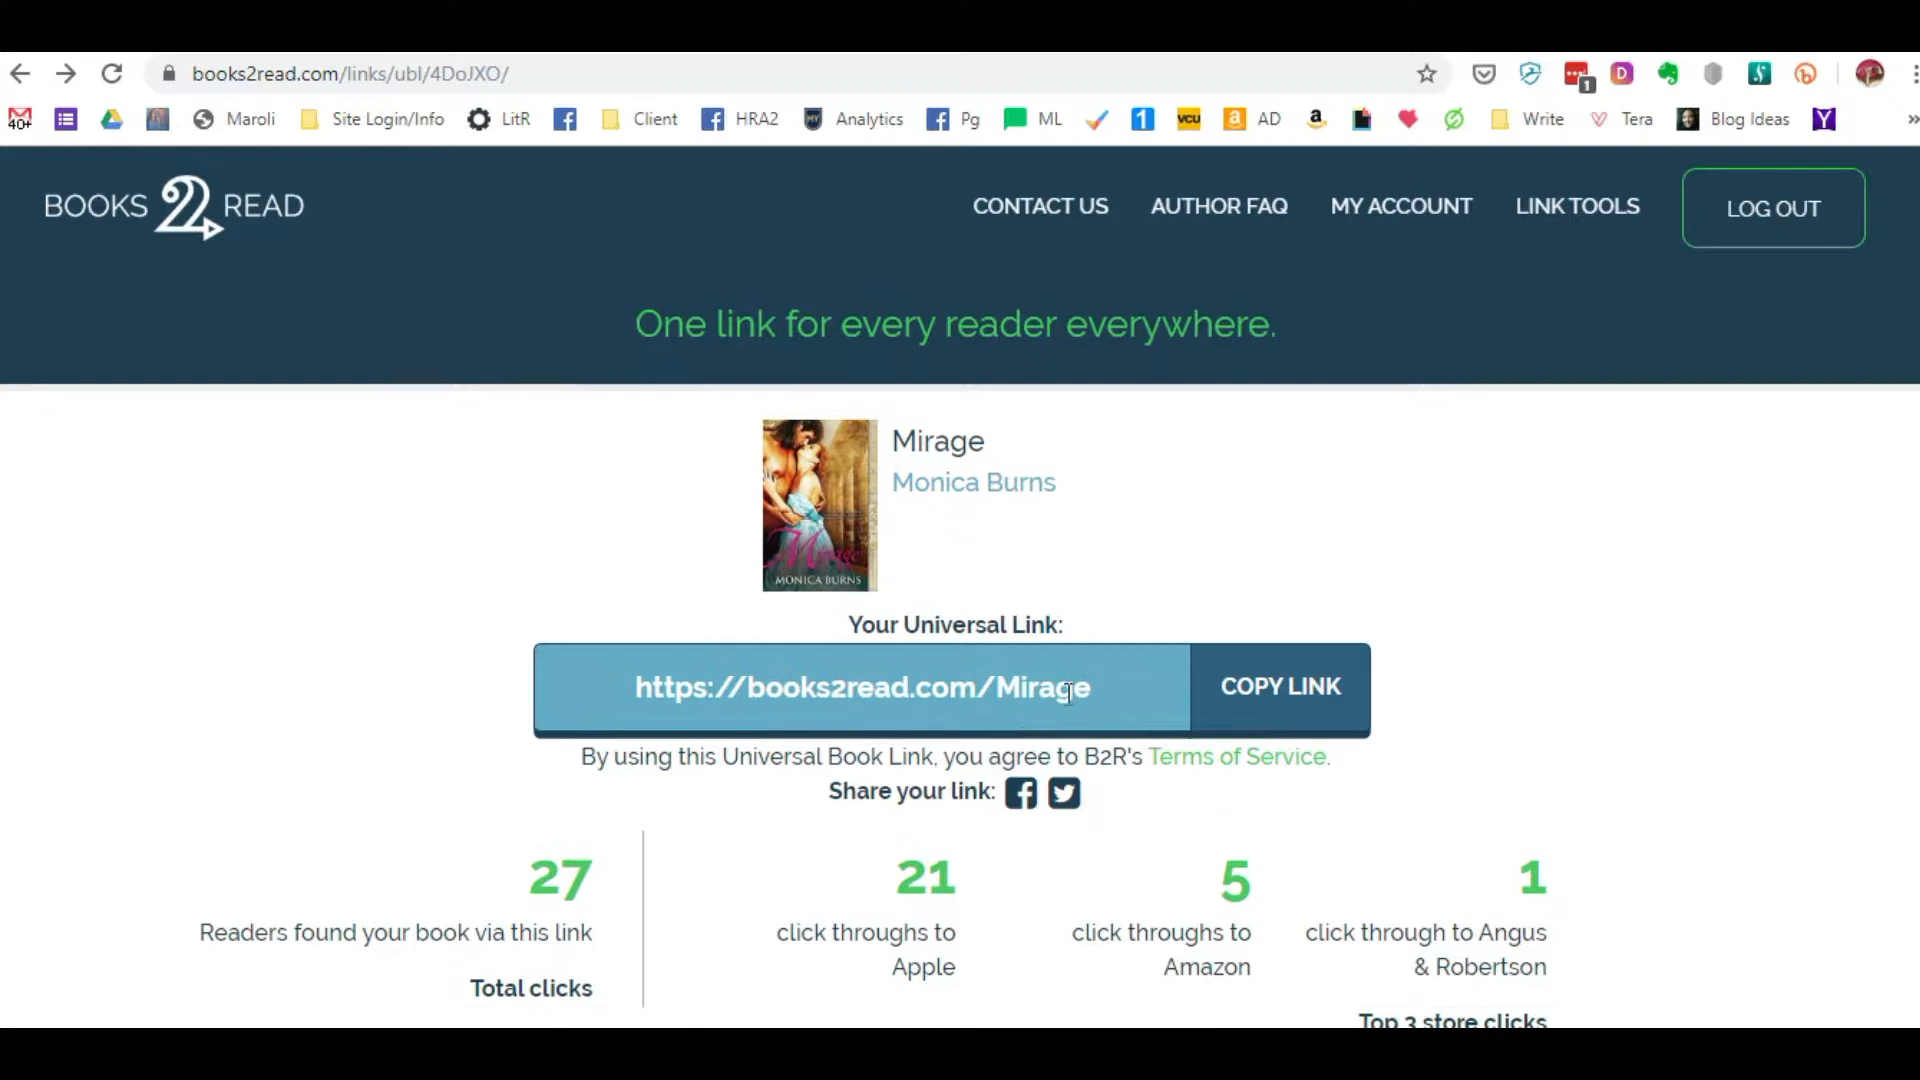 books2read.com/links/ubl/4DoJXO/
1
D
40+
Maroli
Site Login/Info
LitR
Client
HRA2
Analytics
Pg
ML
1
VCU
AD
a
Write
Tera
Blog Ideas
Y
BOOKS 2 READ
CONTACT US
AUTHOR FAQ
MY ACCOUNT
LINK TOOLS
LOG OUT
One link for every reader everywhere.
Mirage
Monica Burns
Mirage
MONICA BURNS
Your Universal Link:
https://books2read.com/Mirage
COPY LINK
By using this Universal Book Link, you agree to B2R's Terms of Service.
Share your link:
27
Readers found your book via this link
Total clicks
21
click throughs to
Apple
5
click throughs to
Amazon
1
click through to Angus
& Robertson
Top 3 store clicks